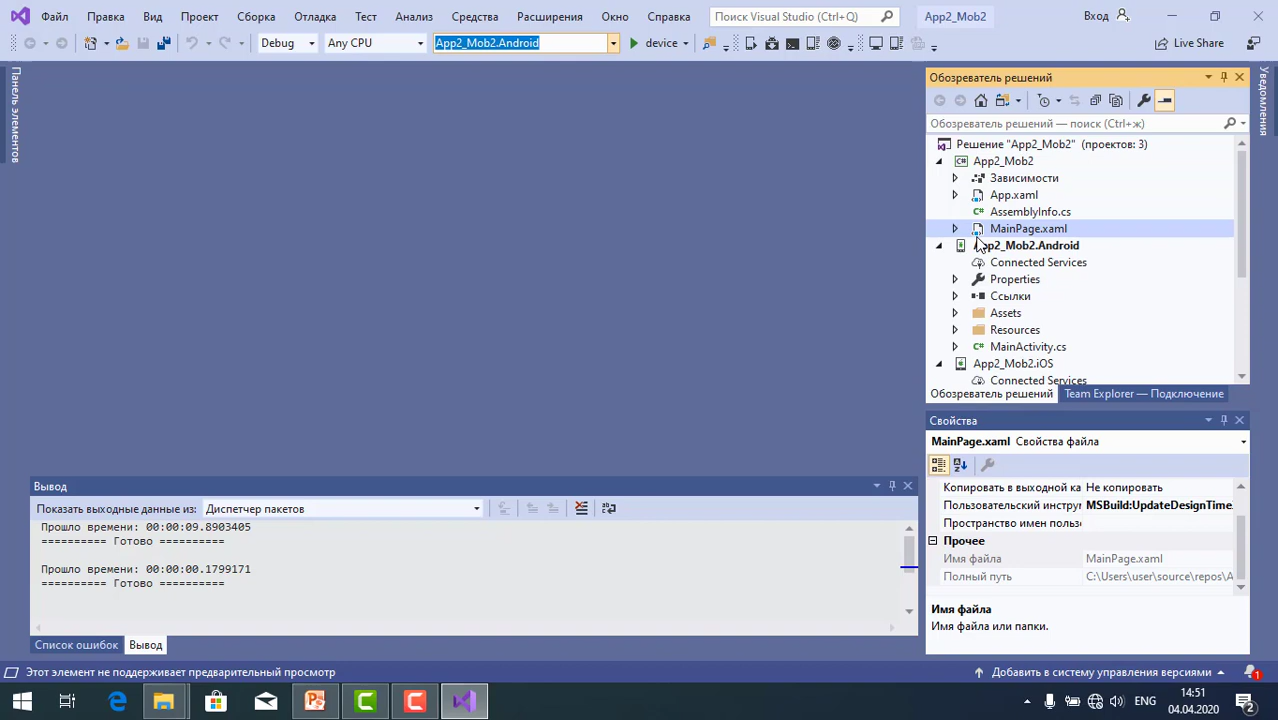 Файл Правка Вид Проект Сборка Отладка Тест Анализ Средства Расширения Окно Справка Поиск Visual Studio (Ctrl+Q) App2_Mob2 Вход
Debug Any CPU App2_Mob2.Android device Live Share
Панель элементов
Обозреватель решений
Обозреватель решений — поиск (Ctrl+ж)
Решение "App2_Mob2" (проектов: 3)
App2_Mob2
Зависимости
App.xaml
AssemblyInfo.cs
MainPage.xaml
App2_Mob2.Android
Connected Services
Properties
Ссылки
Assets
Resources
MainActivity.cs
App2_Mob2.iOS
Connected Services
Обозреватель решений Team Explorer — Подключение
Уведомления
Свойства
MainPage.xaml Свойства файла
Копировать в выходной ка Не копировать
Пользовательский инструм MSBuild:UpdateDesignTime
Пространство имен польз
Прочее
Имя файла MainPage.xaml
Полный путь C:\Users\user\source\repos\A
Имя файла
Имя файла или папки.
Вывод
Показать выходные данные из: Диспетчер пакетов
Прошло времени: 00:00:09.8903405
========== Готово ==========
Прошло времени: 00:00:00.1799171
========== Готово ==========
Список ошибок Вывод
Этот элемент не поддерживает предварительный просмотр Добавить в систему управления версиями 1
ENG 14:51
04.04.2020 2